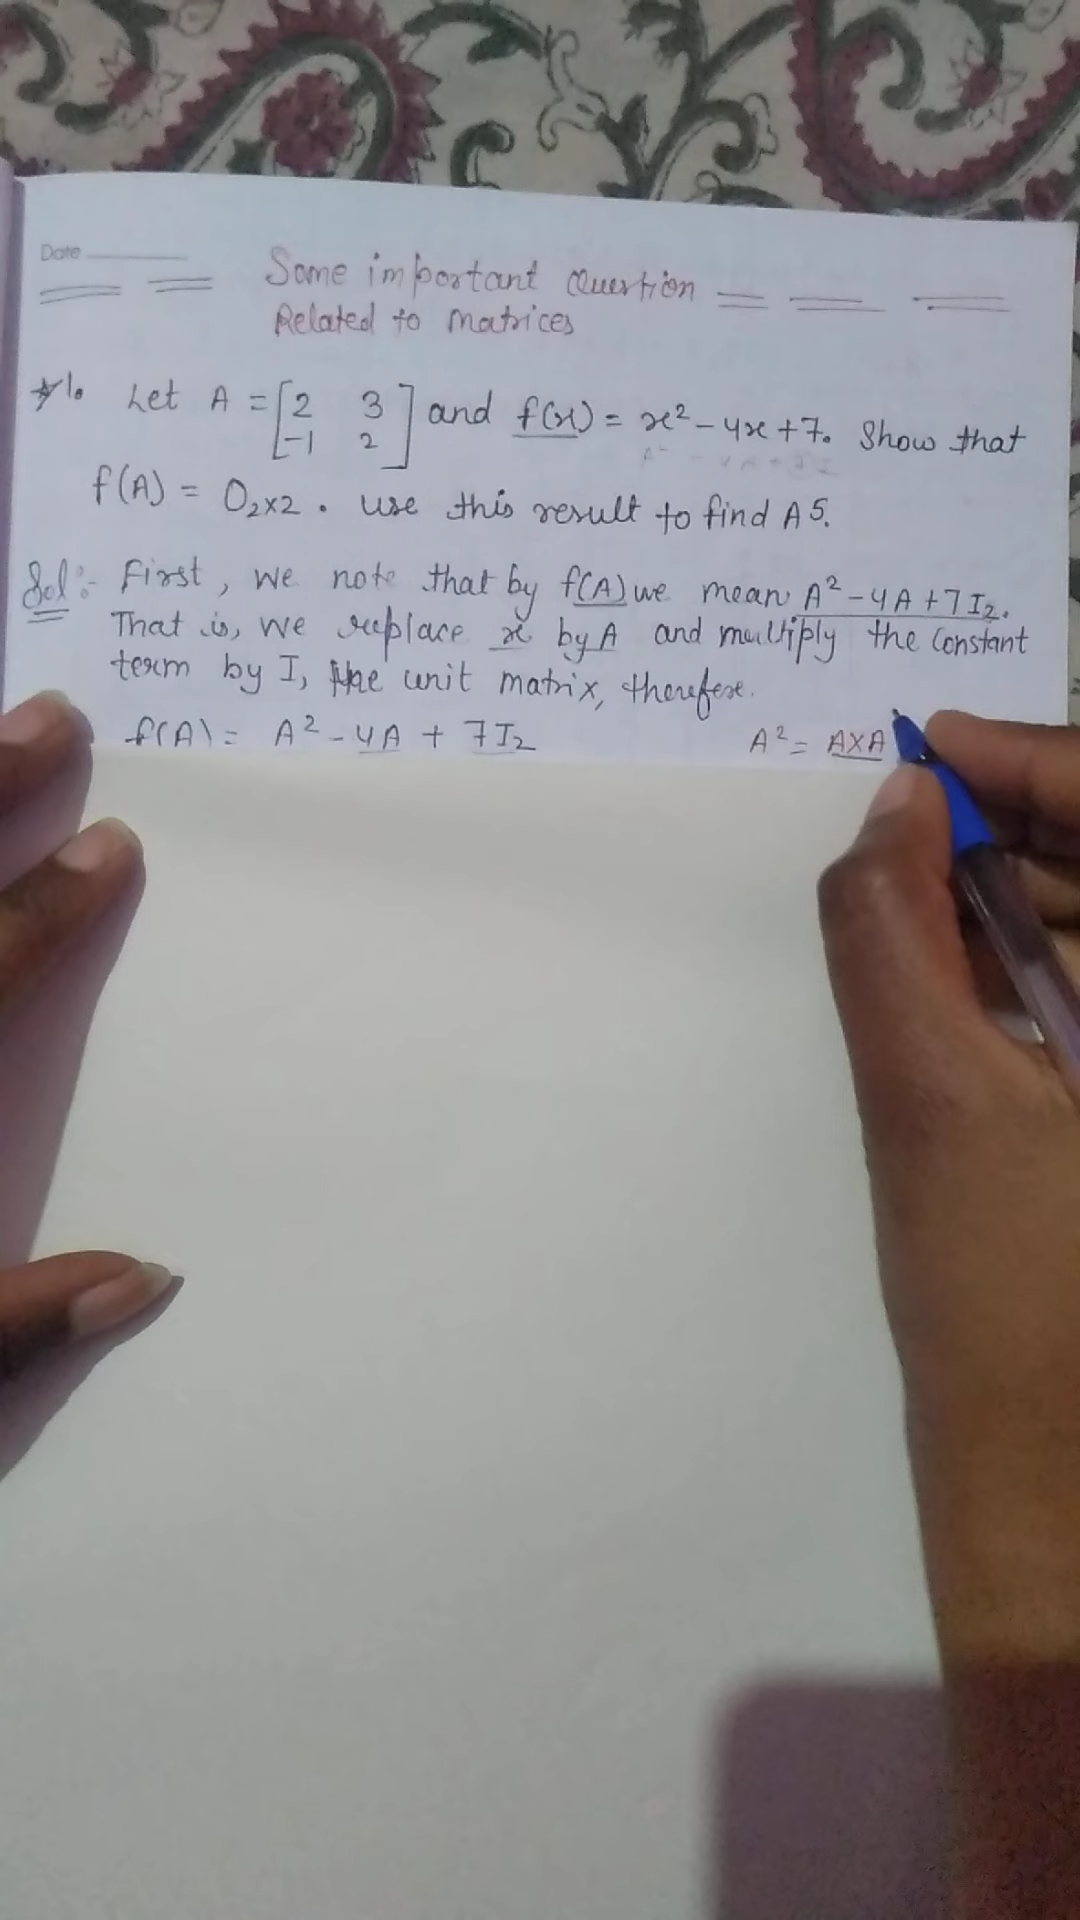 Date
Some important Question
Related to Matrices
*1. Let A = [2 3
-1 2] and f(x) = x² - 4x + 7. Show that
f(A) = O2x2. use this result to find A5.
Sol:- First, we note that by f(A) we mean A² - 4A + 7I2.
That is, we replace x by A and multiply the constant
term by I, the unit matrix, therefore.
f(A) = A² - 4A + 7I2 A² = AXA